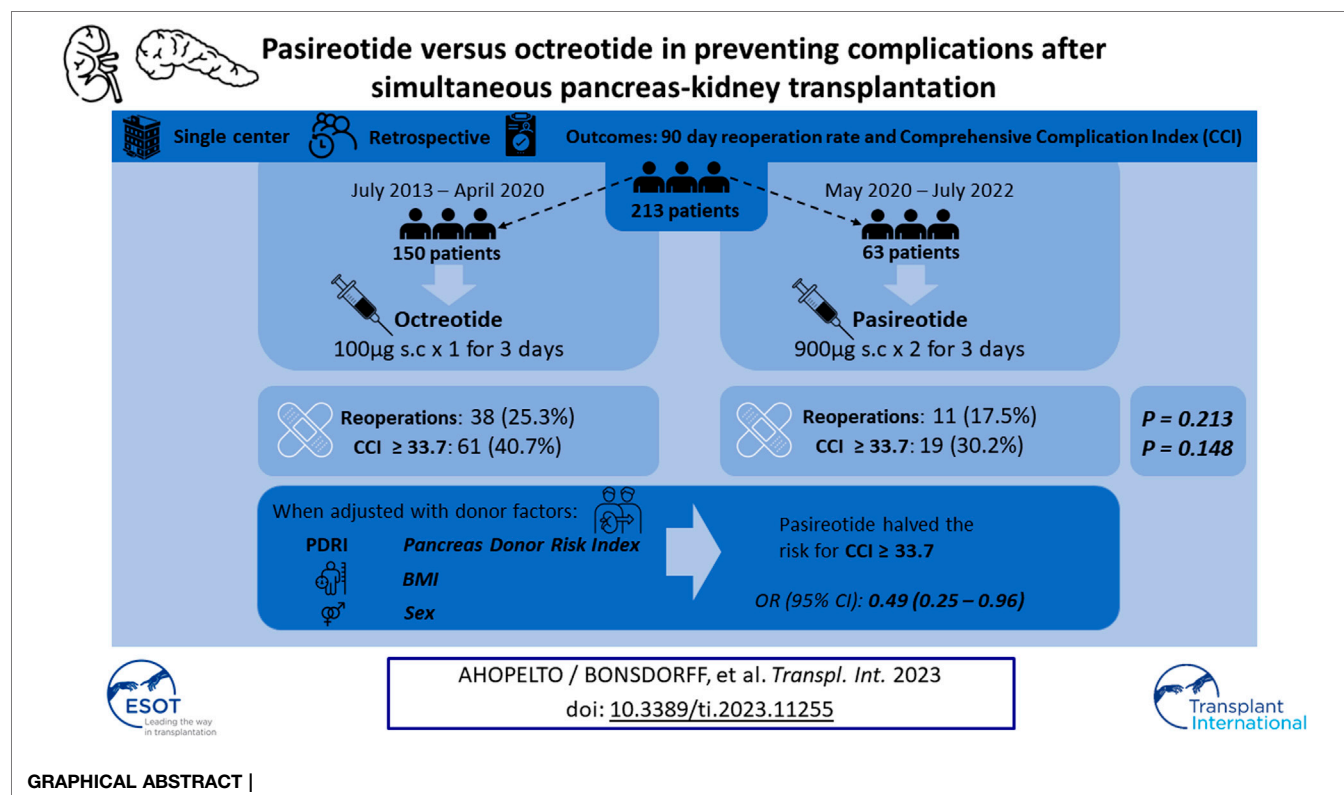 Pasireotide versus octreotide in preventing complications after
simultaneous pancreas-kidney transplantation
Single center
Retrospective
Outcomes: 90 day reoperation rate and Comprehensive Complication Index (CCI)
213 patients
July 2013 – April 2020
150 patients
Octreotide
100µg s.c x 1 for 3 days
May 2020 – July 2022
63 patients
Pasireotide
900µg s.c x 2 for 3 days
Reoperations: 38 (25.3%)
CCI ≥ 33.7: 61 (40.7%)
Reoperations: 11 (17.5%)
CCI ≥ 33.7: 19 (30.2%)
P = 0.213
P = 0.148
When adjusted with donor factors:
PDRI Pancreas Donor Risk Index
BMI
Sex
Pasireotide halved the
risk for CCI ≥ 33.7
OR (95% CI): 0.49 (0.25 – 0.96)
ESOT
Leading the way
in transplantation
AHOPELTO / BONSDORFF, et al. Transpl. Int. 2023
doi: 10.3389/ti.2023.11255
Transplant
International
GRAPHICAL ABSTRACT |